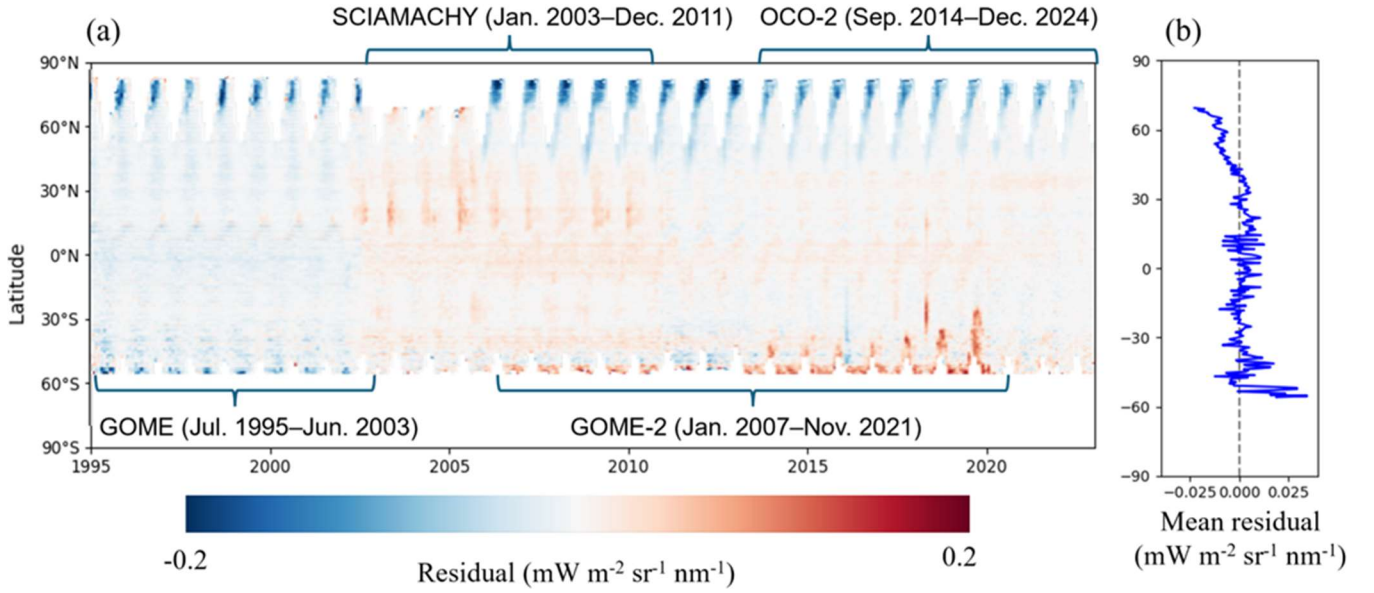 (a)
SCIAMACHY (Jan. 2003–Dec. 2011)
OCO-2 (Sep. 2014–Dec. 2024)
90°N
60°N
30°N
0°N
30°S
60°S
90°S
Latitude
GOME (Jul. 1995–Jun. 2003)
GOME-2 (Jan. 2007–Nov. 2021)
1995 2000 2005 2010 2015 2020
-0.2
0.2
Residual (mW m⁻² sr⁻¹ nm⁻¹)
(b)
90
60
30
0
−30
−60
−90
−0.025 0.000 0.025
Mean residual
(mW m⁻² sr⁻¹ nm⁻¹)